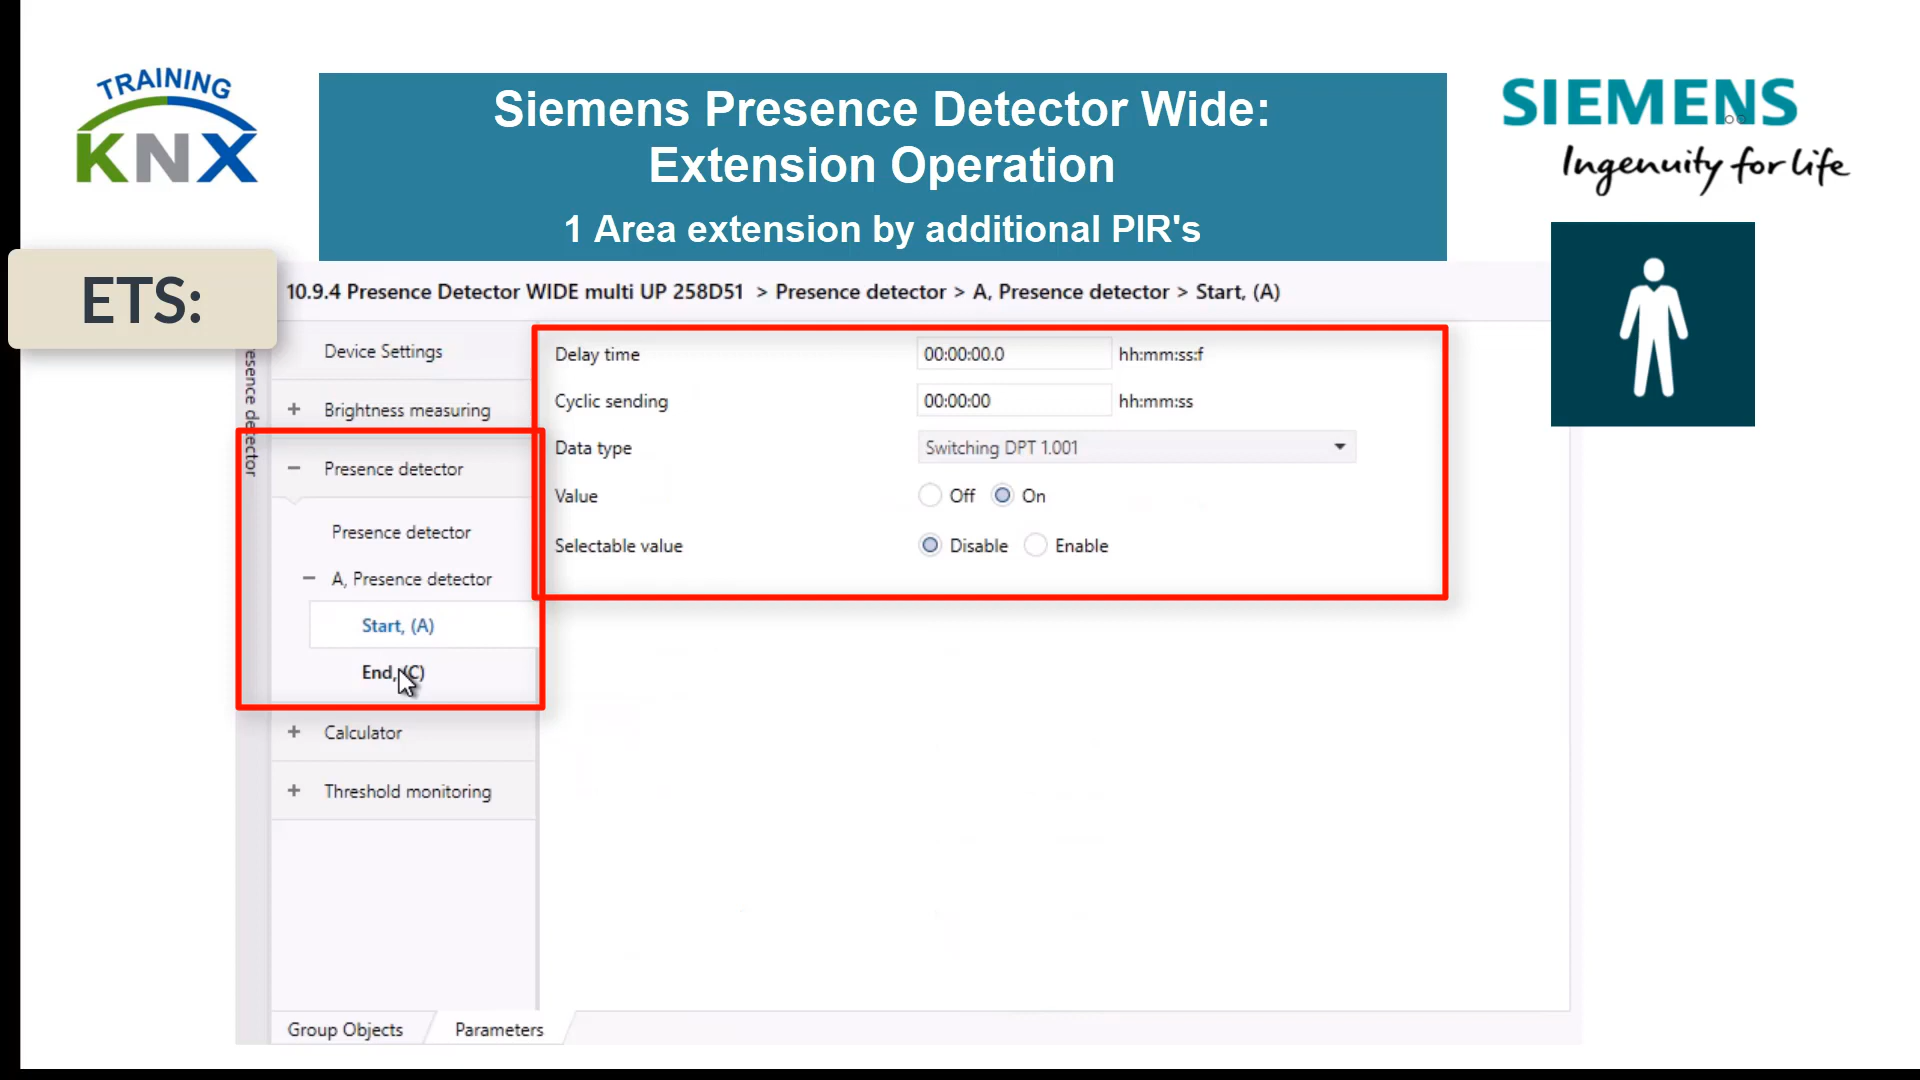 TRAINING
KNX
Siemens Presence Detector Wide:
Extension Operation
1 Area extension by additional PIR's
SIEMENS
Ingenuity for life
ETS:
10.9.4 Presence Detector WIDE multi UP 258D51 > Presence detector > A, Presence detector > Start, (A)
esence detector
Device Settings
+ Brightness measuring
− Presence detector
Presence detector
− A, Presence detector
Start, (A)
End, (C)
+ Calculator
+ Threshold monitoring
Delay time 00:00:00.0 hh:mm:ss:f
Cyclic sending 00:00:00 hh:mm:ss
Data type Switching DPT 1.001
Value Off On
Selectable value Disable Enable
Group Objects Parameters